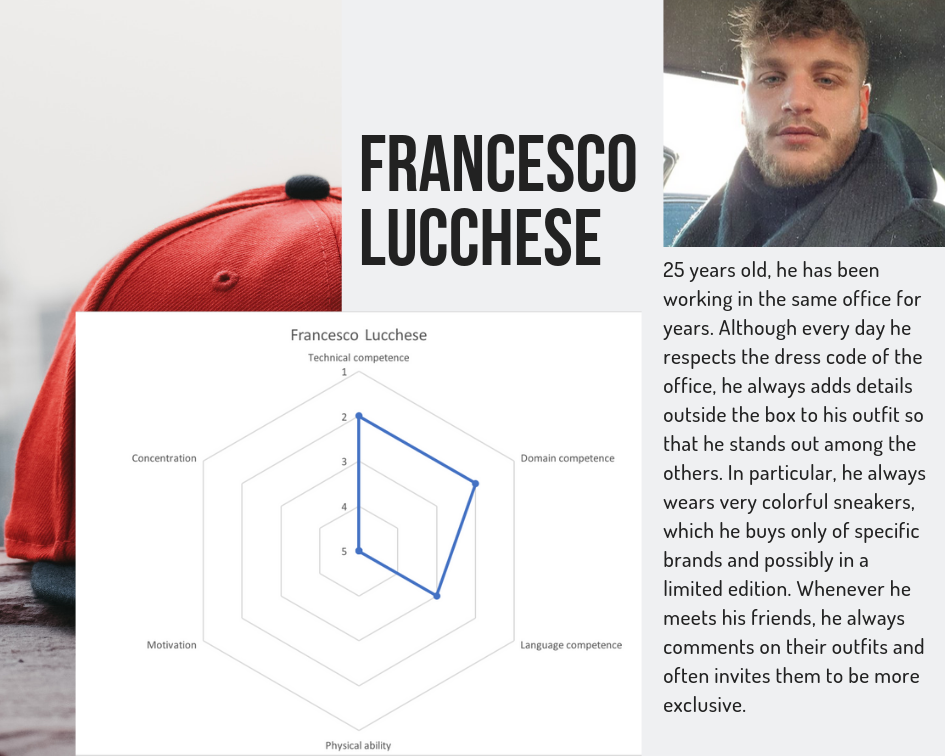 FRANCESCO
LUCCHESE
Francesco Lucchese
Technical competence
1
2
3
4
5
Concentration
Domain competence
Motivation
Language competence
Physical ability
25 years old, he has been
working in the same office for
years. Although every day he
respects the dress code of the
office, he always adds details
outside the box to his outfit so
that he stands out among the
others. In particular, he always
wears very colorful sneakers,
which he buys only of specific
brands and possibly in a
limited edition. Whenever he
meets his friends, he always
comments on their outfits and
often invites them to be more
exclusive.